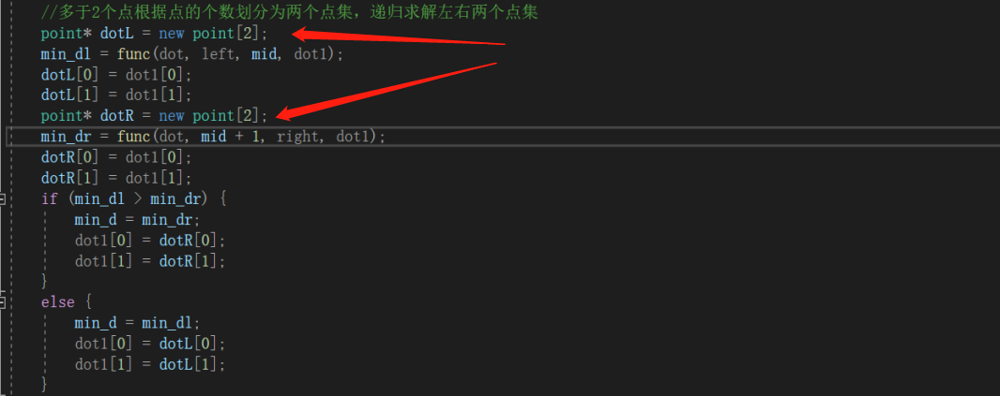 //多于2个点根据点的个数划分为两个点集，递归求解左右两个点集
point* dotL = new point[2];
min_dl = func(dot, left, mid, dot1);
dotL[0] = dot1[0];
dotL[1] = dot1[1];
point* dotR = new point[2];
min_dr = func(dot, mid + 1, right, dot1);
dotR[0] = dot1[0];
dotR[1] = dot1[1];
if (min_dl > min_dr) {
min_d = min_dr;
dot1[0] = dotR[0];
dot1[1] = dotR[1];
}
else {
min_d = min_dl;
dot1[0] = dotL[0];
dot1[1] = dotL[1];
}